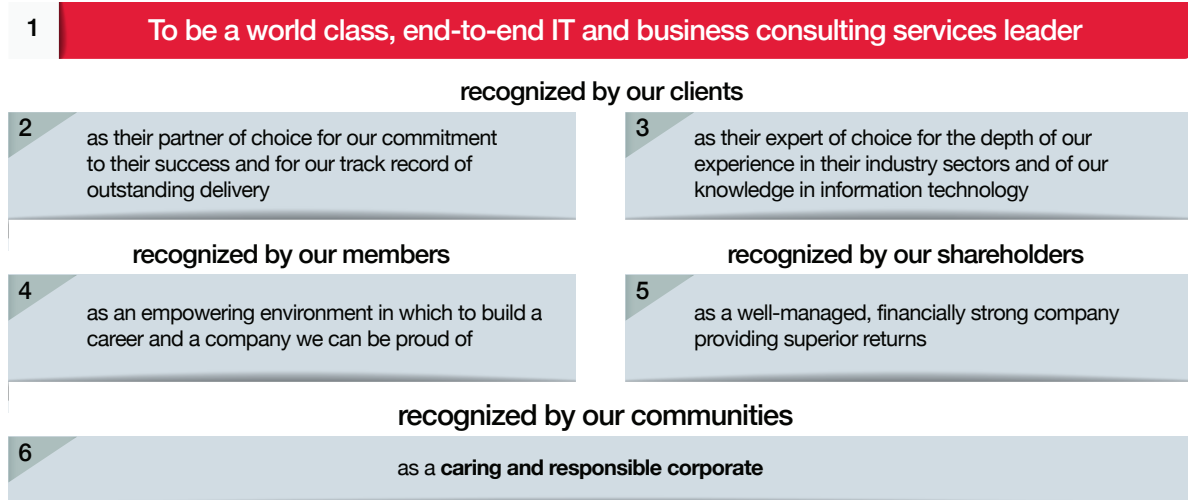 1
To be a world class, end-to-end IT and business consulting services leader
recognized by our clients
2
as their partner of choice for our commitment
to their success and for our track record of
outstanding delivery
3
as their expert of choice for the depth of our
experience in their industry sectors and of our
knowledge in information technology
recognized by our members
4
as an empowering environment in which to build a
career and a company we can be proud of
recognized by our shareholders
5
as a well-managed, financially strong company
providing superior returns
recognized by our communities
6
as a caring and responsible corporate